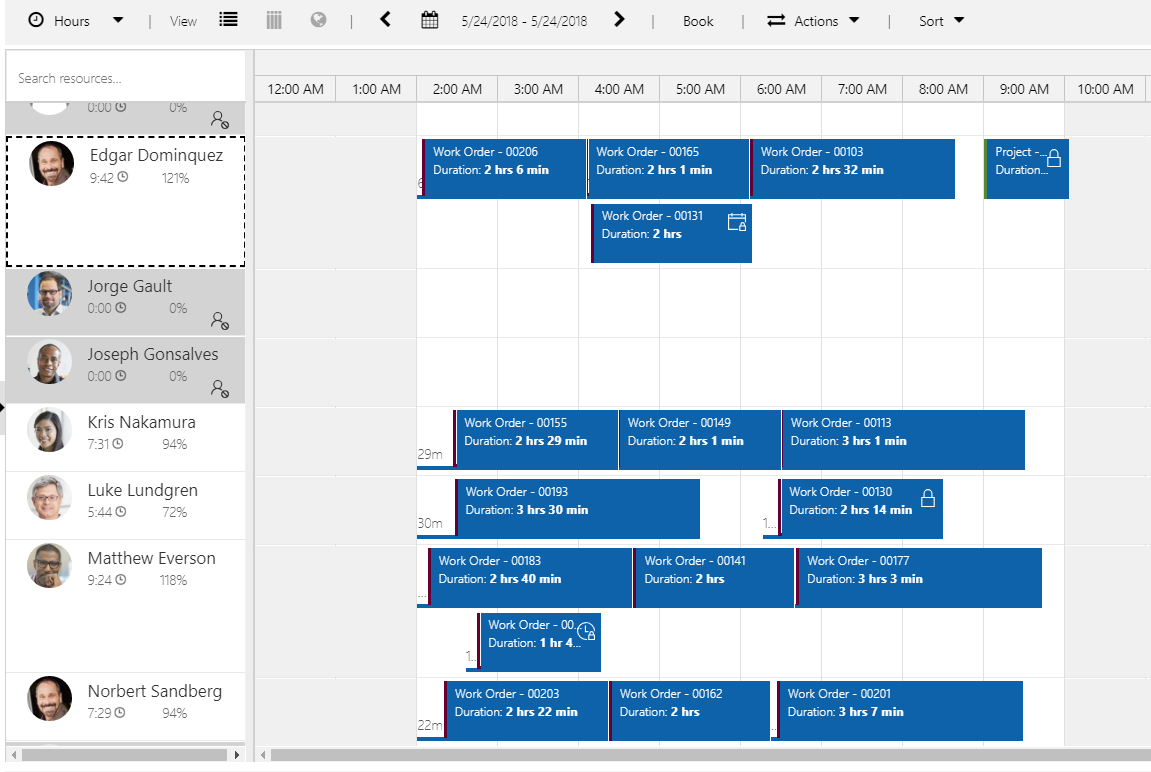 Hours | View | 5/24/2018 - 5/24/2018 | Book | Actions | Sort
Search resources...
12:00 AM 1:00 AM 2:00 AM 3:00 AM 4:00 AM 5:00 AM 6:00 AM 7:00 AM 8:00 AM 9:00 AM 10:00 AM
0:00 0%
Edgar Dominquez
9:42 121%
Work Order - 00206
Duration: 2 hrs 6 min
Work Order - 00165
Duration: 2 hrs 1 min
Work Order - 00103
Duration: 2 hrs 32 min
Project -...
Duration...
Work Order - 00131
Duration: 2 hrs
Jorge Gault
0:00 0%
Joseph Gonsalves
0:00 0%
Kris Nakamura
7:31 94%
29m
Work Order - 00155
Duration: 2 hrs 29 min
Work Order - 00149
Duration: 2 hrs 1 min
Work Order - 00113
Duration: 3 hrs 1 min
Luke Lundgren
5:44 72%
30m
Work Order - 00193
Duration: 3 hrs 30 min
1...
Work Order - 00130
Duration: 2 hrs 14 min
Matthew Everson
9:24 118%
...
Work Order - 00183
Duration: 2 hrs 40 min
Work Order - 00141
Duration: 2 hrs
Work Order - 00177
Duration: 3 hrs 3 min
1...
Work Order - 00...
Duration: 1 hr 4...
Norbert Sandberg
7:29 94%
22m
Work Order - 00203
Duration: 2 hrs 22 min
Work Order - 00162
Duration: 2 hrs
Work Order - 00201
Duration: 3 hrs 7 min